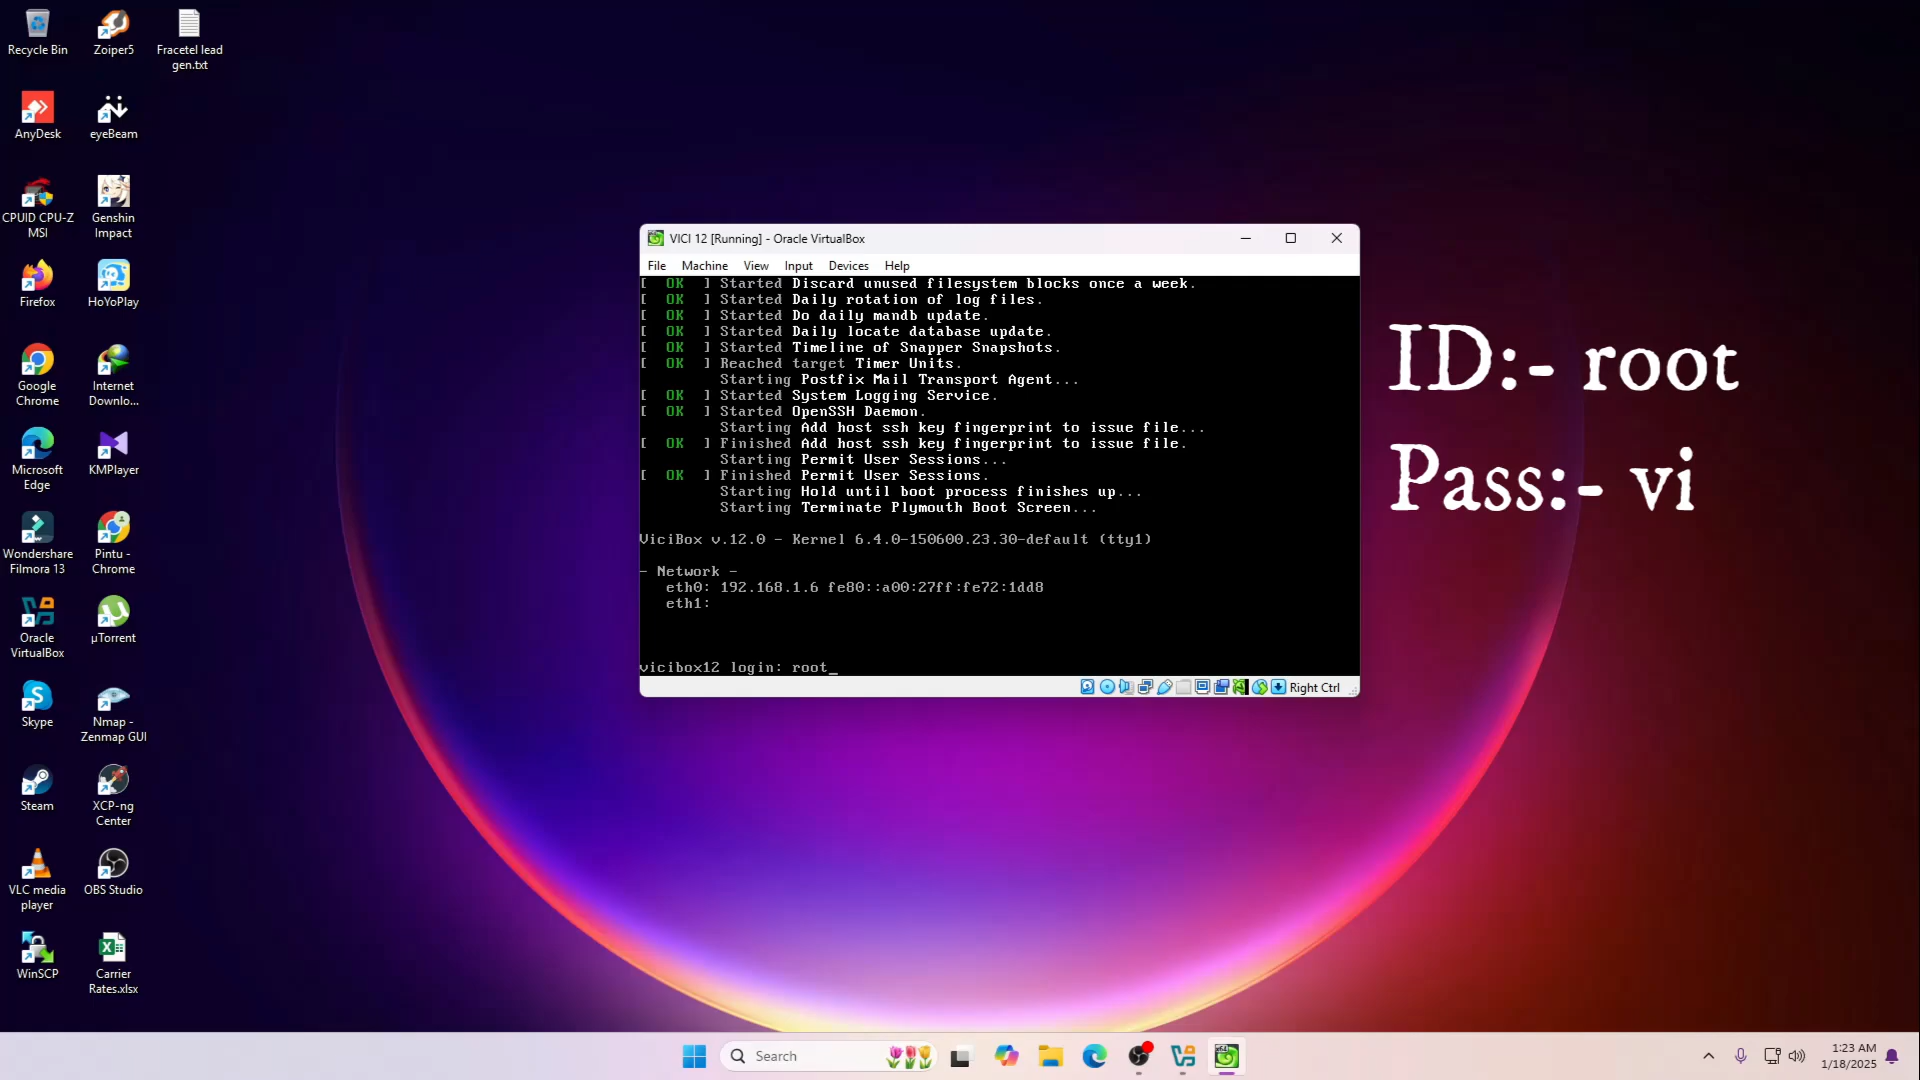 Recycle Bin
Zoiper5
Fracetel lead
gen.txt
AnyDesk
eyeBeam
CPUID CPU-Z
MSI
Genshin
Impact
Firefox
HoYoPlay
Google
Chrome
Internet
Downlo...
Microsoft
Edge
KMPlayer
Wondershare
Filmora 13
Pintu -
Chrome
Oracle
VirtualBox
µTorrent
Skype
Nmap -
Zenmap GUI
Steam
XCP-ng
Center
VLC media
player
OBS Studio
WinSCP
Carrier
Rates.xlsx
VICI 12 [Running] - Oracle VirtualBox
File Machine View Input Devices Help
[ OK ] Started Discard unused filesystem blocks once a week.
[ OK ] Started Daily rotation of log files.
[ OK ] Started Do daily mandb update.
[ OK ] Started Daily locate database update.
[ OK ] Started Timeline of Snapper Snapshots.
[ OK ] Reached target Timer Units.
Starting Postfix Mail Transport Agent...
[ OK ] Started System Logging Service.
[ OK ] Started OpenSSH Daemon.
Starting Add host ssh key fingerprint to issue file...
[ OK ] Finished Add host ssh key fingerprint to issue file.
Starting Permit User Sessions...
[ OK ] Finished Permit User Sessions.
Starting Hold until boot process finishes up...
Starting Terminate Plymouth Boot Screen...
ViciBox v.12.0 - Kernel 6.4.0-150600.23.30-default (tty1)
- Network -
eth0: 192.168.1.6 fe80::a00:27ff:fe72:1dd8
eth1:
vicibox12 login: root_
Right Ctrl
ID:- root
Pass:- vi
Search
1:23 AM
1/18/2025